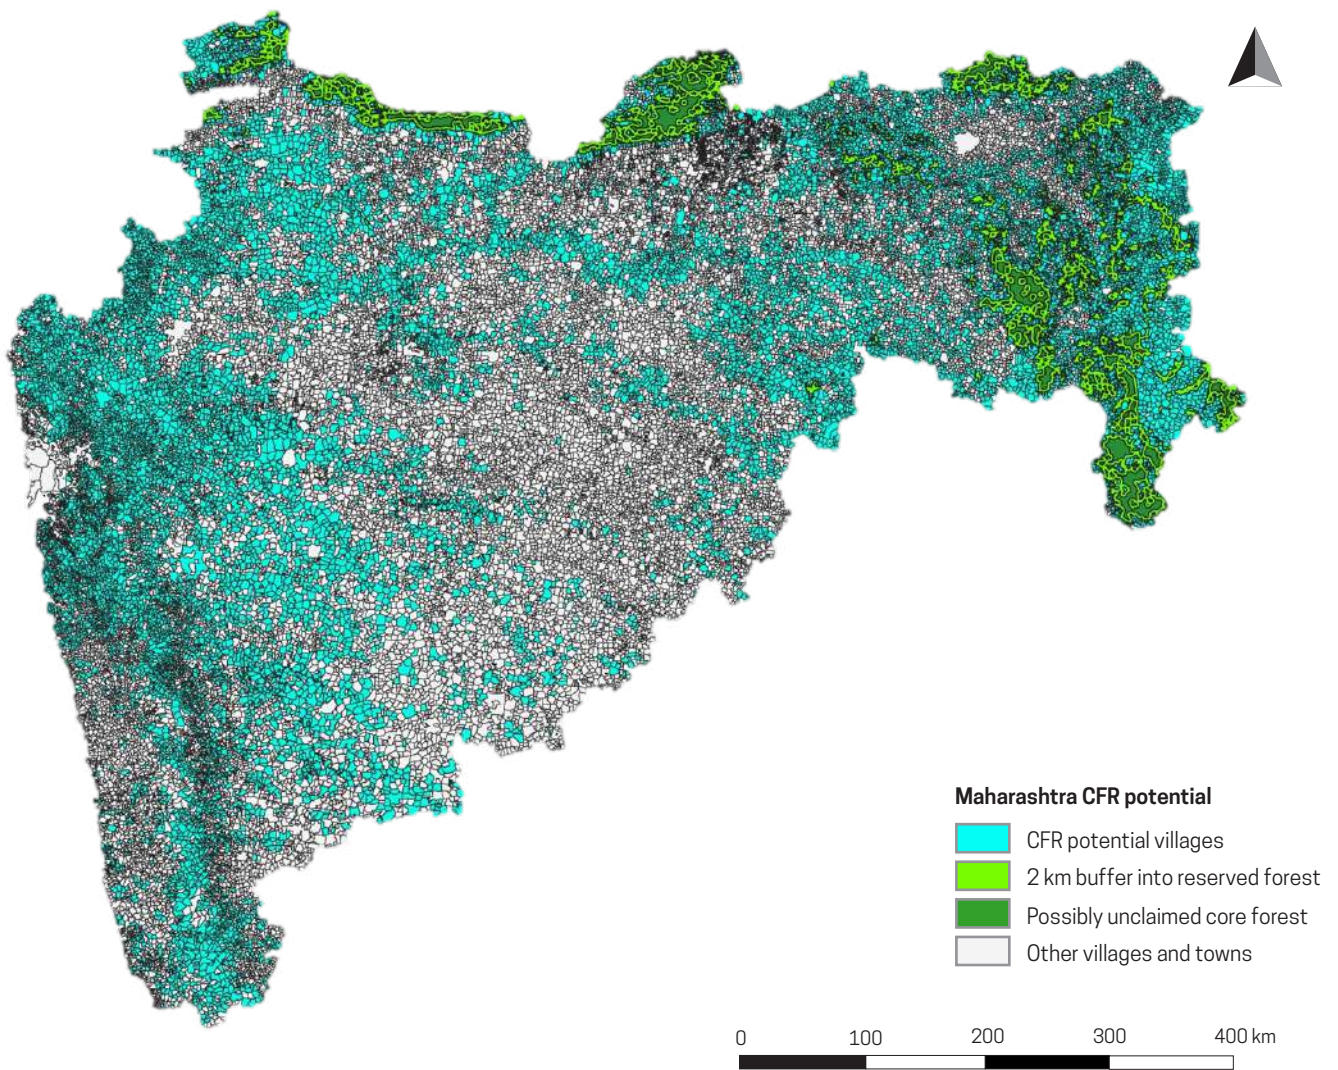 Maharashtra CFR potential
CFR potential villages
2 km buffer into reserved forest
Possibly unclaimed core forest
Other villages and towns
0 100 200 300 400 km